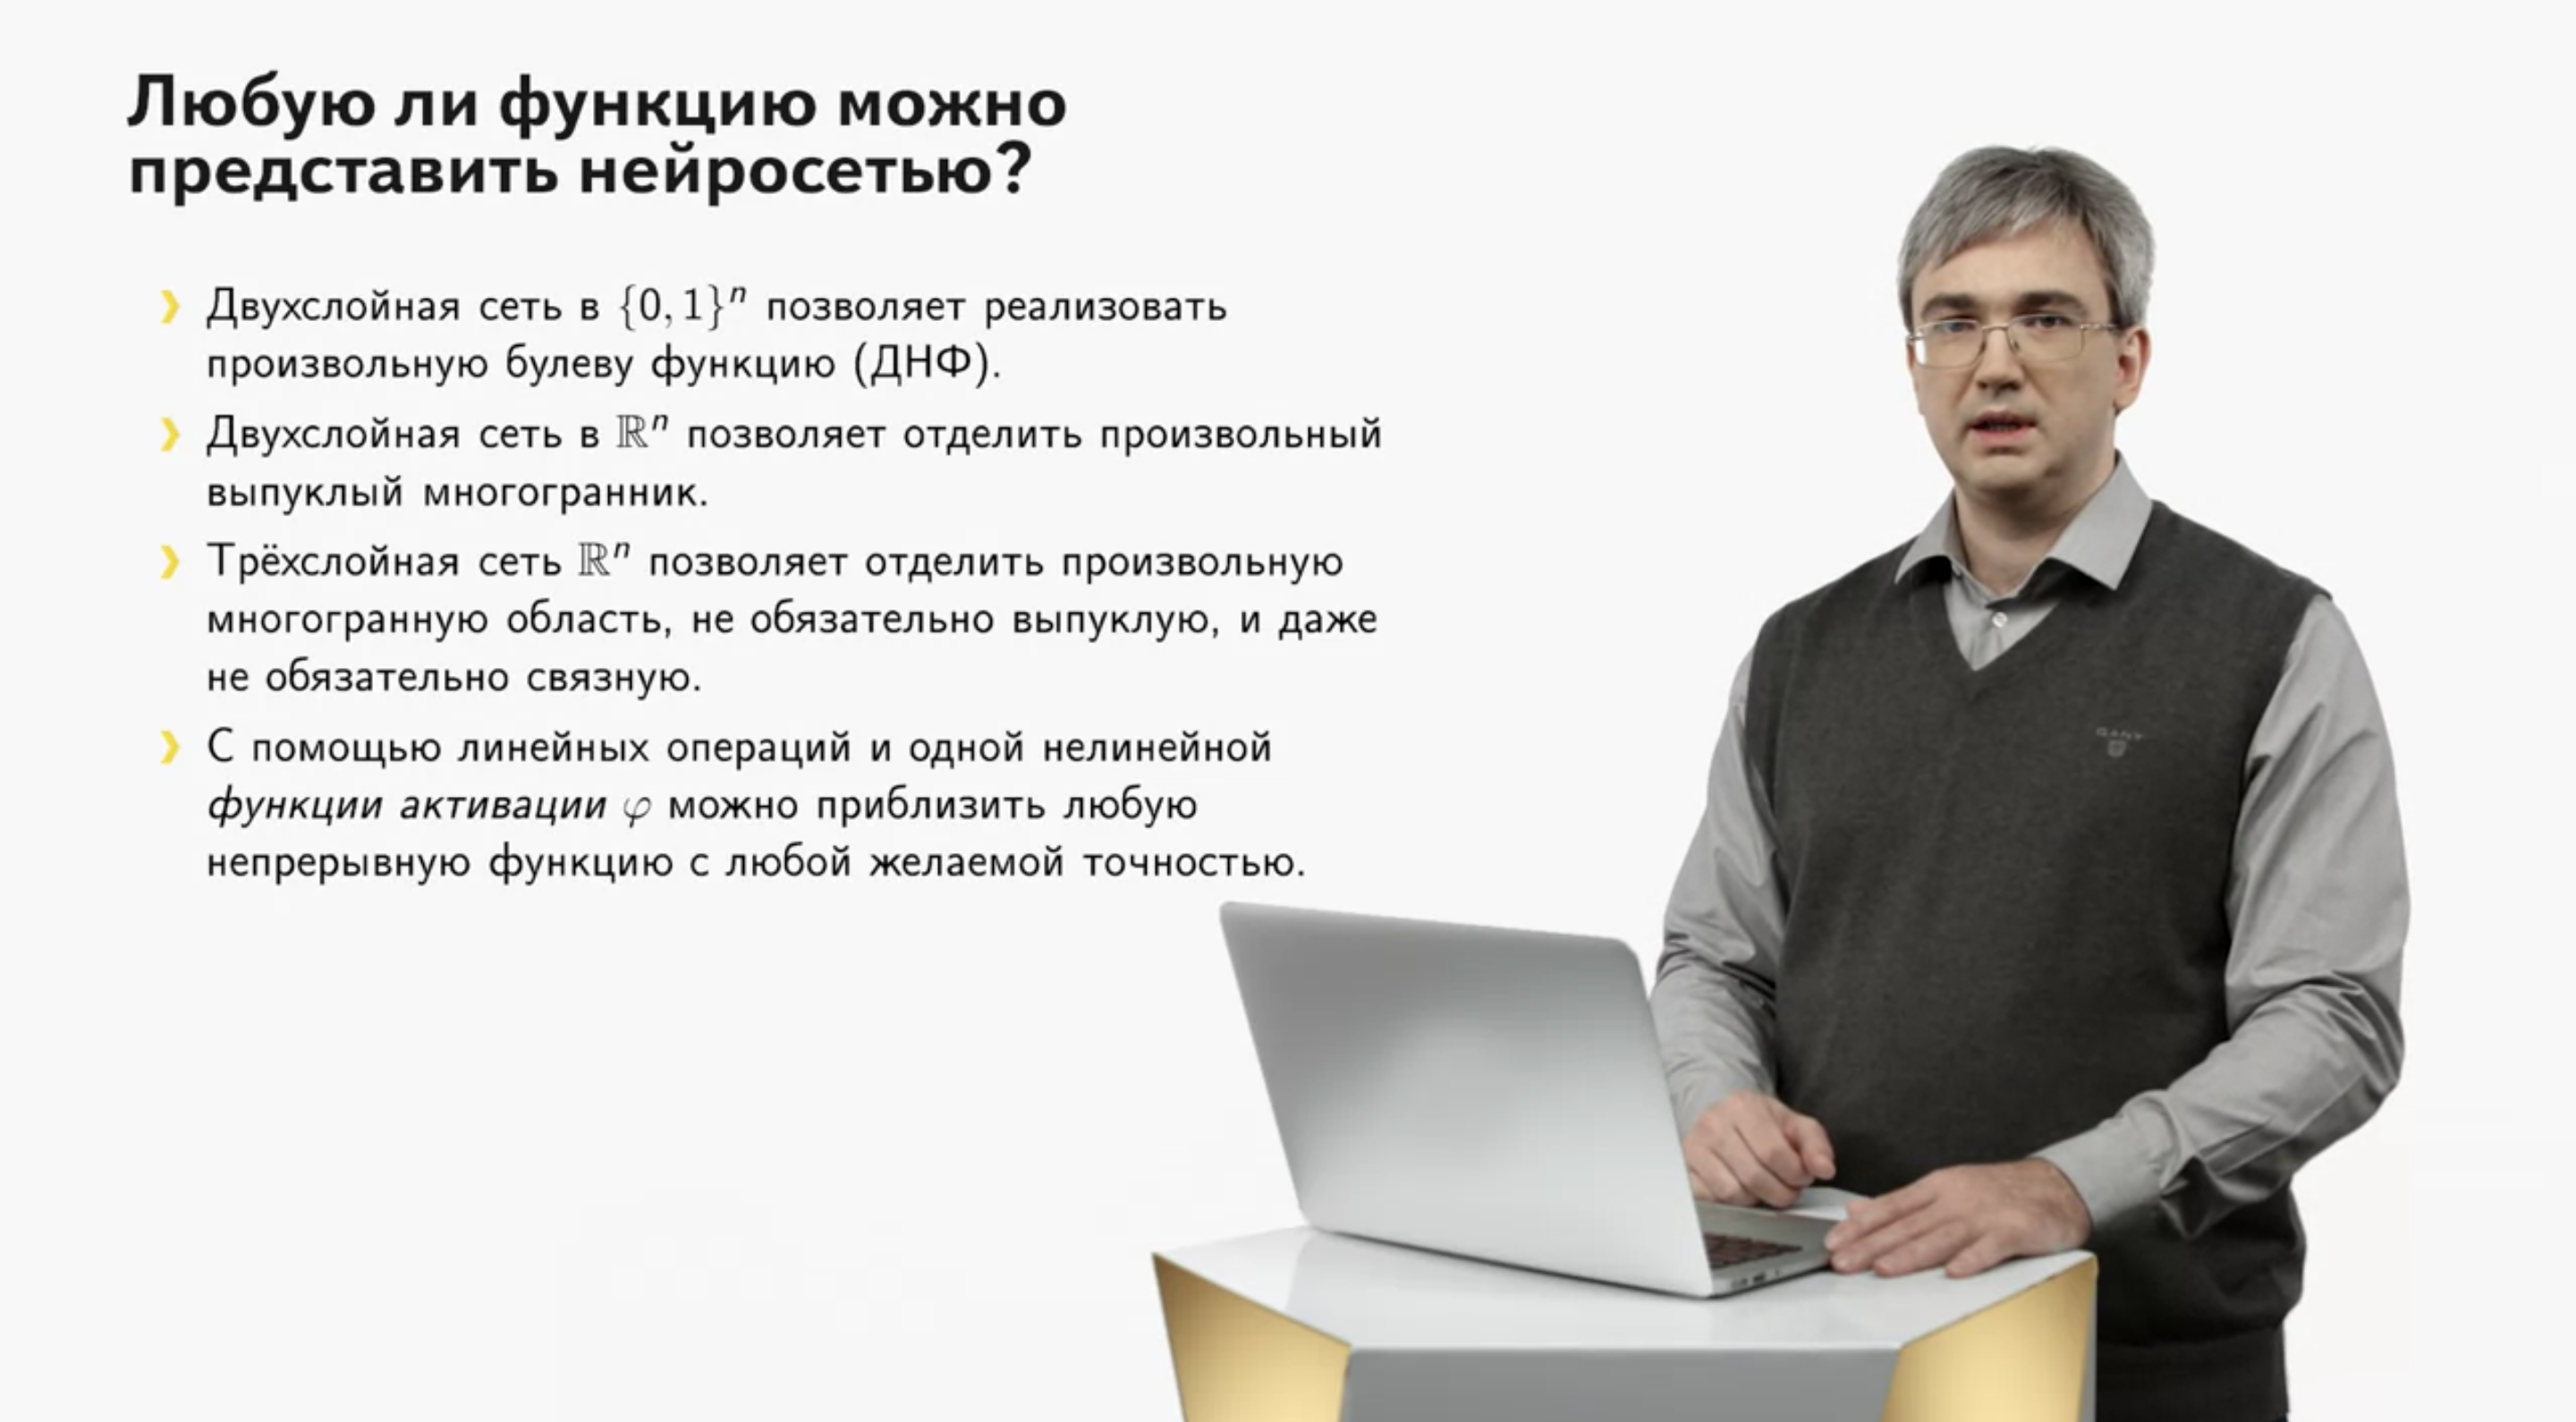 Любую ли функцию можно
представить нейросетью?
Двухслойная сеть в {0, 1}ⁿ позволяет реализовать
произвольную булеву функцию (ДНФ).
Двухслойная сеть в ℝⁿ позволяет отделить произвольный
выпуклый многогранник.
Трёхслойная сеть ℝⁿ позволяет отделить произвольную
многогранную область, не обязательно выпуклую, и даже
не обязательно связную.
С помощью линейных операций и одной нелинейной
функции активации φ можно приблизить любую
непрерывную функцию с любой желаемой точностью.
GANT